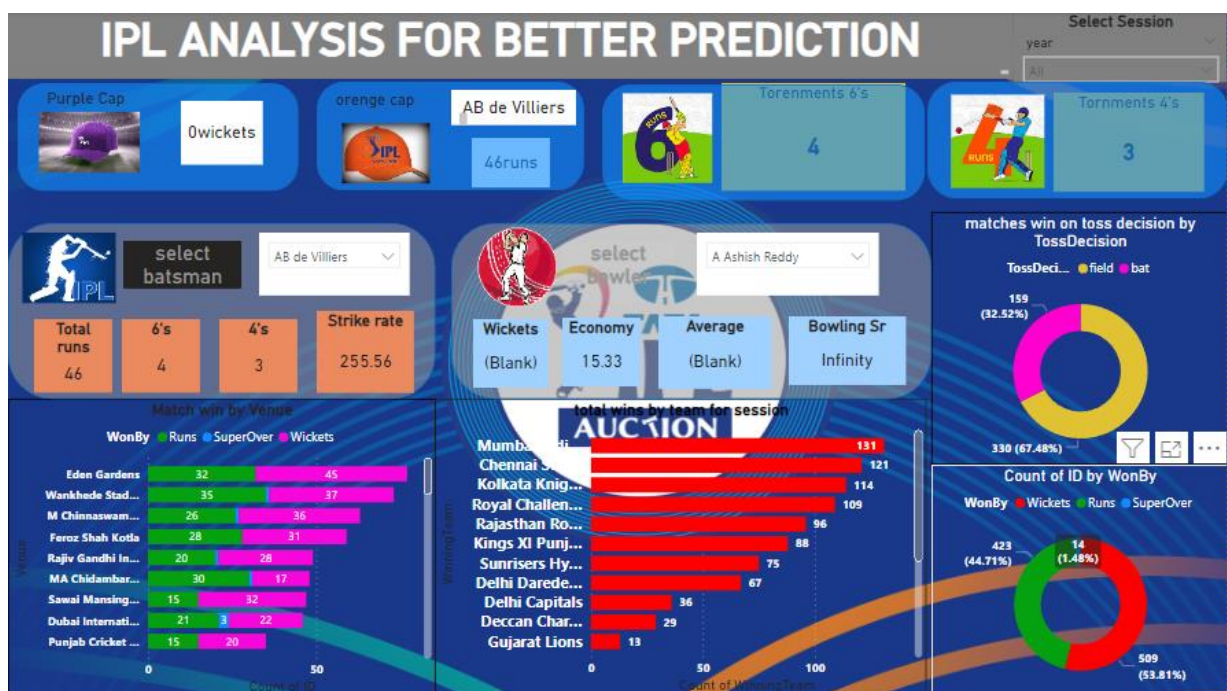 IPL ANALYSIS FOR BETTER PREDICTION
Select Session
year
All
Purple Cap
0wickets
orenge cap
AB de Villiers
IPL
46runs
RUNS
6
Torenments 6's
4
4
RUNS
Tornments 4's
3
IPL
select
batsman
AB de Villiers
Total
runs
46
6's
4
4's
3
Strike rate
255.56
select
bowler
A Ashish Reddy
Wickets
(Blank)
Economy
15.33
Average
(Blank)
Bowling Sr
Infinity
AUCTION
matches win on toss decision by
TossDecision
TossDeci... field bat
159
(32.52%)
330 (67.48%)
Match win by Venue
WonBy Runs SuperOver Wickets
Venue
Eden Gardens 32 45
Wankhede Stad... 35 37
M Chinnaswam... 26 36
Feroz Shah Kotla 28 31
Rajiv Gandhi In... 20 28
MA Chidambar... 30 17
Sawai Mansing... 15 32
Dubai Internati... 21 3 22
Punjab Cricket ... 15 20
0 50
Count of ID
total wins by team for session
WinningTeam
131
Chennai S... 121
Kolkata Knig... 114
Royal Challen... 109
Rajasthan Ro... 96
Kings XI Punj... 88
Sunrisers Hy... 75
Delhi Darede... 67
Delhi Capitals 36
Deccan Char... 29
Gujarat Lions 13
0 50 100
Count of WinningTeam
Count of ID by WonBy
WonBy Wickets Runs SuperOver
423
(44.71%)
14
(1.48%)
509
(53.81%)